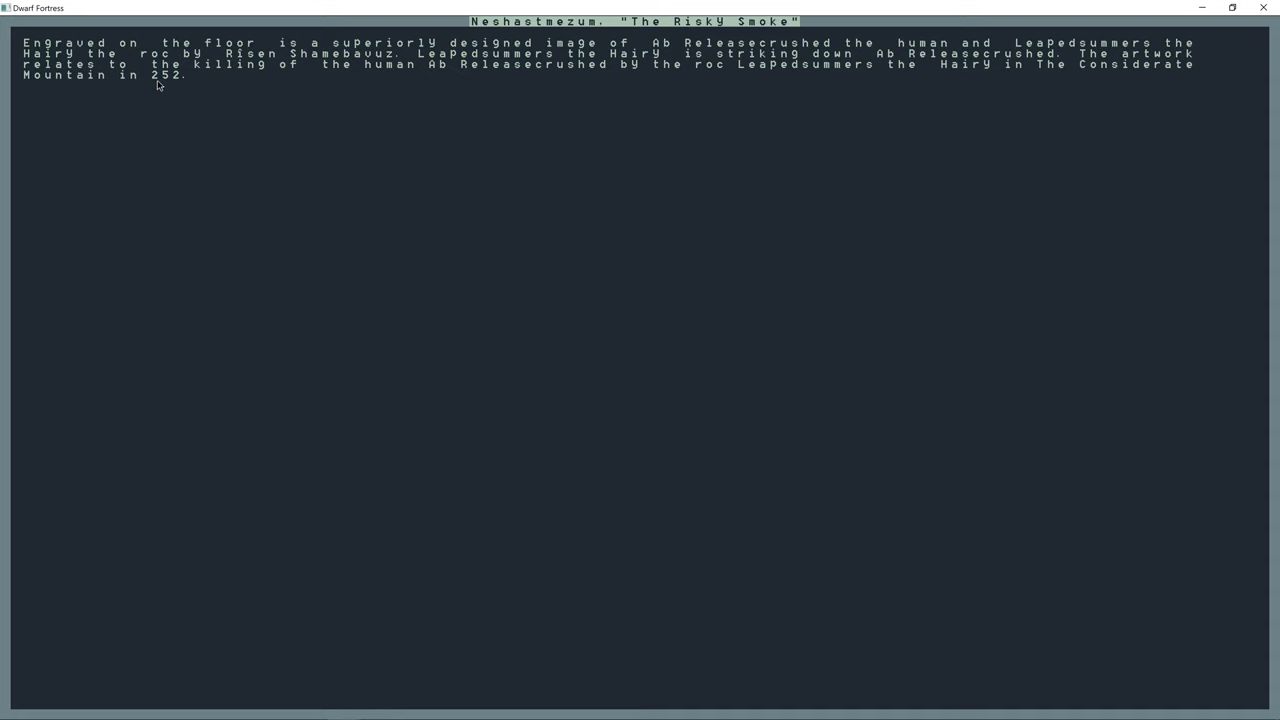 Dwarf Fortress
Neshastmezum. "The Risky Smoke"
Engraved on the floor is a superiorly designed image of Ab Releasecrushed the human and Leapedsummers the
Hairy the roc by Risen Shamebavuz. Leapedsummers the Hairy is striking down Ab Releasecrushed. The artwork
relates to the killing of the human Ab Releasecrushed by the roc Leapedsummers the Hairy in The Considerate
Mountain in 252.